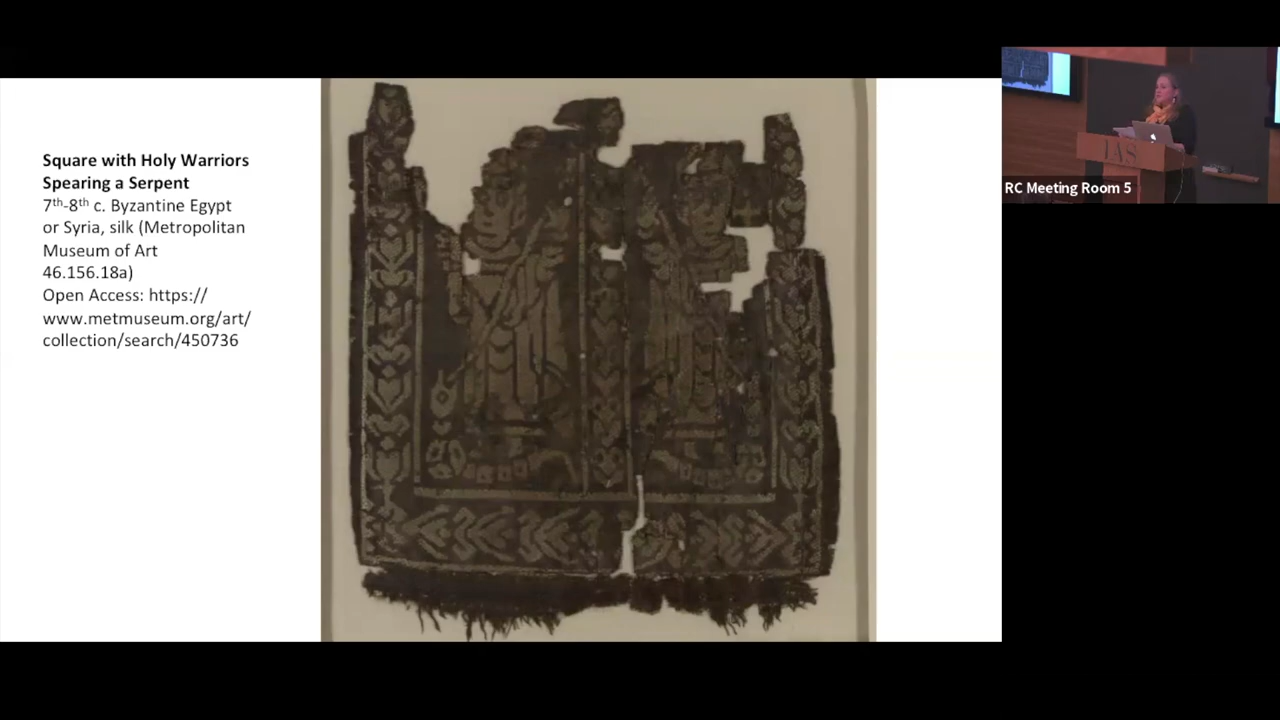 Square with Holy Warriors
Spearing a Serpent
7th-8th c. Byzantine Egypt
or Syria, silk (Metropolitan
Museum of Art
46.156.18a)
Open Access: https://
www.metmuseum.org/art/
collection/search/450736
IAS
RC Meeting Room 5